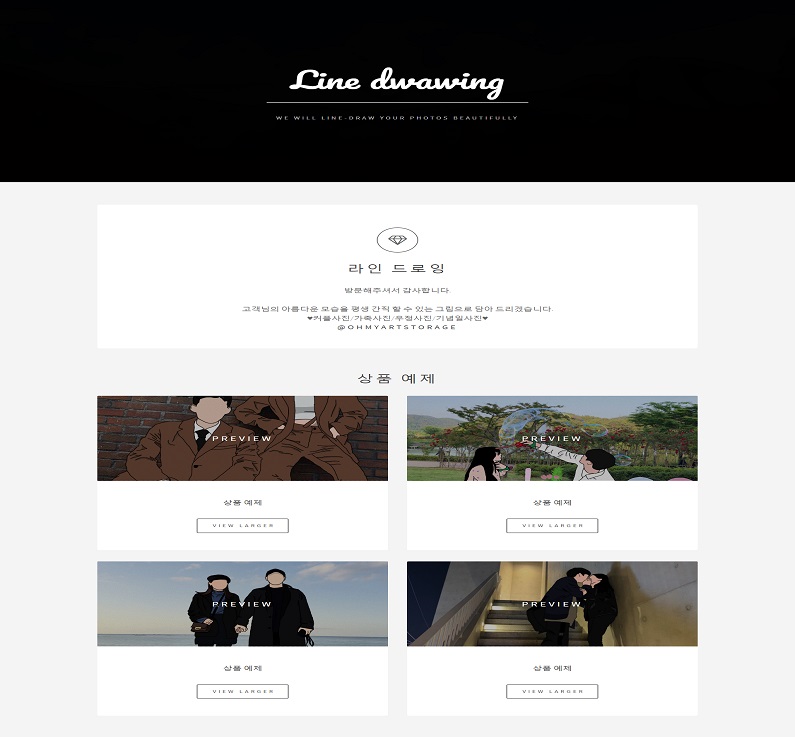 Line dwawing
WE WILL LINE-DRAW YOUR PHOTOS BEAUTIFULLY
라인 드로잉
방문해주셔서 감사합니다.
고객님의 아름다운 모습을 평생 간직 할 수 있는 그림으로 담아 드리겠습니다.
❤커플사진/가족사진/우정사진/기념일사진❤
@OHMYARTSTORAGE
상품 예제
PREVIEW
PREVIEW
상품 예제
상품 예제
VIEW LARGER
VIEW LARGER
PREVIEW
PREVIEW
상품 예제
상품 예제
VIEW LARGER
VIEW LARGER